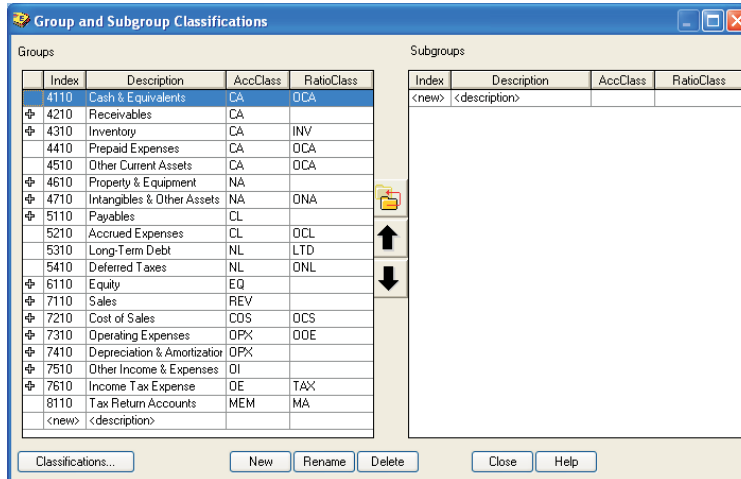 Group and Subgroup Classifications
Groups
Index Description AccClass RatioClass
4110 Cash & Equivalents CA OCA
4210 Receivables CA
4310 Inventory CA INV
4410 Prepaid Expenses CA OCA
4510 Other Current Assets CA OCA
4610 Property & Equipment NA
4710 Intangibles & Other Assets NA ONA
5110 Payables CL
5210 Accrued Expenses CL OCL
5310 Long-Term Debt NL LTD
5410 Deferred Taxes NL ONL
6110 Equity EQ
7110 Sales REV
7210 Cost of Sales COS OCS
7310 Operating Expenses OPX OOE
7410 Depreciation & Amortization OPX
7510 Other Income & Expenses OI
7610 Income Tax Expense OE TAX
8110 Tax Return Accounts MEM MA
<new> <description>
Subgroups
Index Description AccClass RatioClass
<new> <description>
Classifications... New Rename Delete Close Help